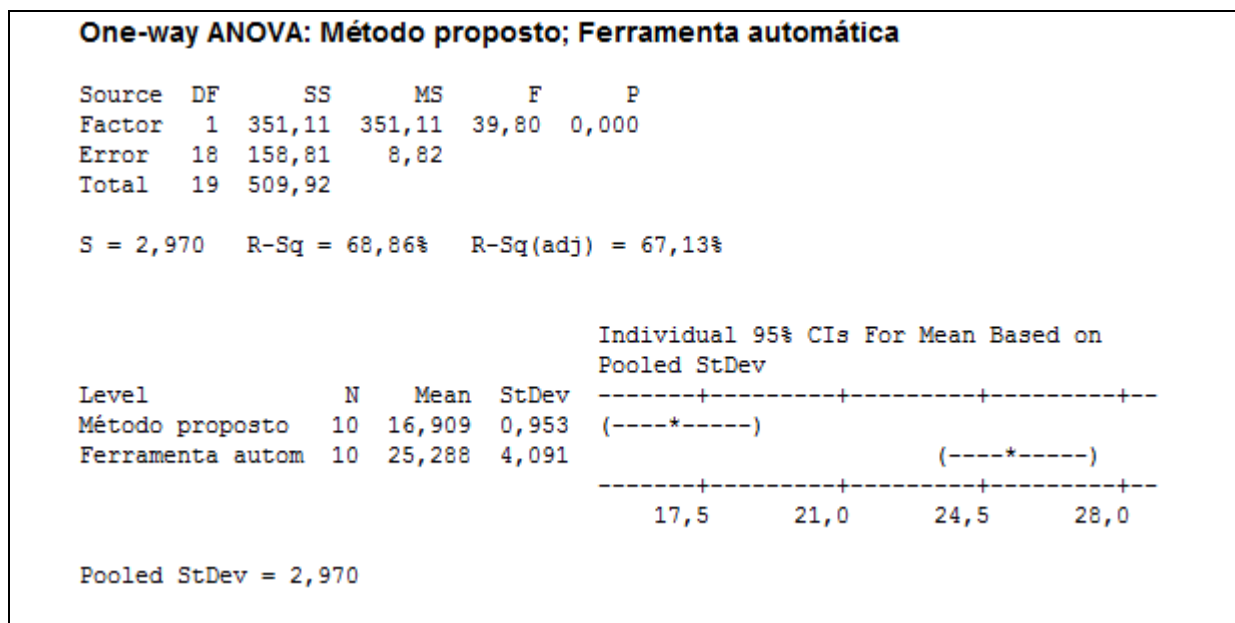 One-way ANOVA: Método proposto; Ferramenta automática
Source  DF      SS      MS      F      P
Factor   1  351,11  351,11  39,80  0,000
Error   18  158,81    8,82
Total   19  509,92
S = 2,970   R-Sq = 68,86%   R-Sq(adj) = 67,13%
Individual 95% CIs For Mean Based on
Pooled StDev
Level             N    Mean  StDev  -------+---------+---------+---------+--
Método proposto  10  16,909  0,953  (----*-----)
Ferramenta autom  10  25,288  4,091                          (----*-----)
-------+---------+---------+---------+--
17,5      21,0      24,5      28,0
Pooled StDev = 2,970